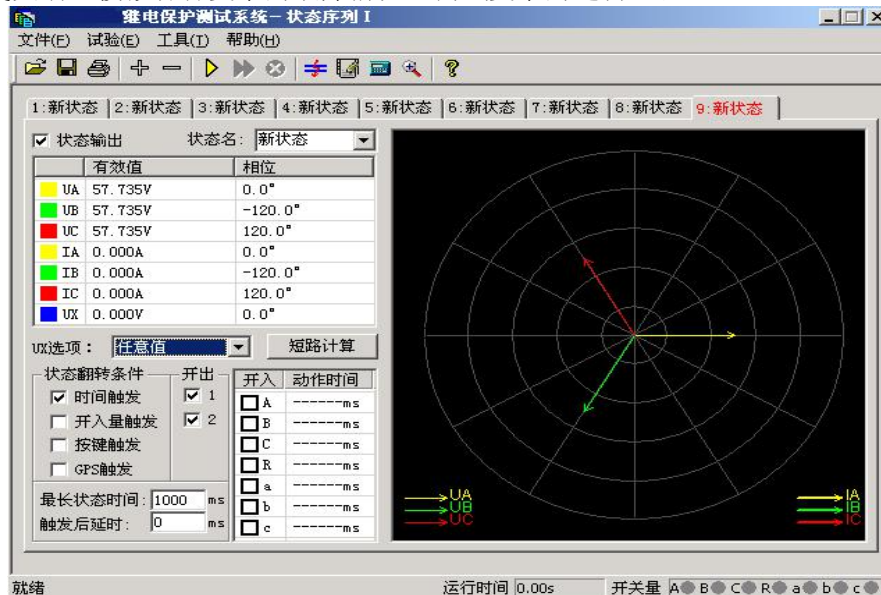 继电保护测试系统－状态序列 I
文件(F) 试验(E) 工具(T) 帮助(H)
1:新状态 2:新状态 3:新状态 4:新状态 5:新状态 6:新状态 7:新状态 8:新状态 9:新状态
状态输出 状态名: 新状态
有效值 相位
UA 57.735V 0.0°
UB 57.735V -120.0°
UC 57.735V 120.0°
IA 0.000A 0.0°
IB 0.000A -120.0°
IC 0.000A 120.0°
UX 0.000V 0.0°
UX选项: 任意值 短路计算
状态翻转条件 开出 开入 动作时间
时间触发 1 A ------ms
开入量触发 2 B ------ms
按键触发 C ------ms
GPS触发 R ------ms
a ------ms
最长状态时间: 1000 ms b ------ms
触发后延时: 0 ms c ------ms
UA IA
UB IB
UC IC
就绪 运行时间 0.00s 开关量 A B C R a b c